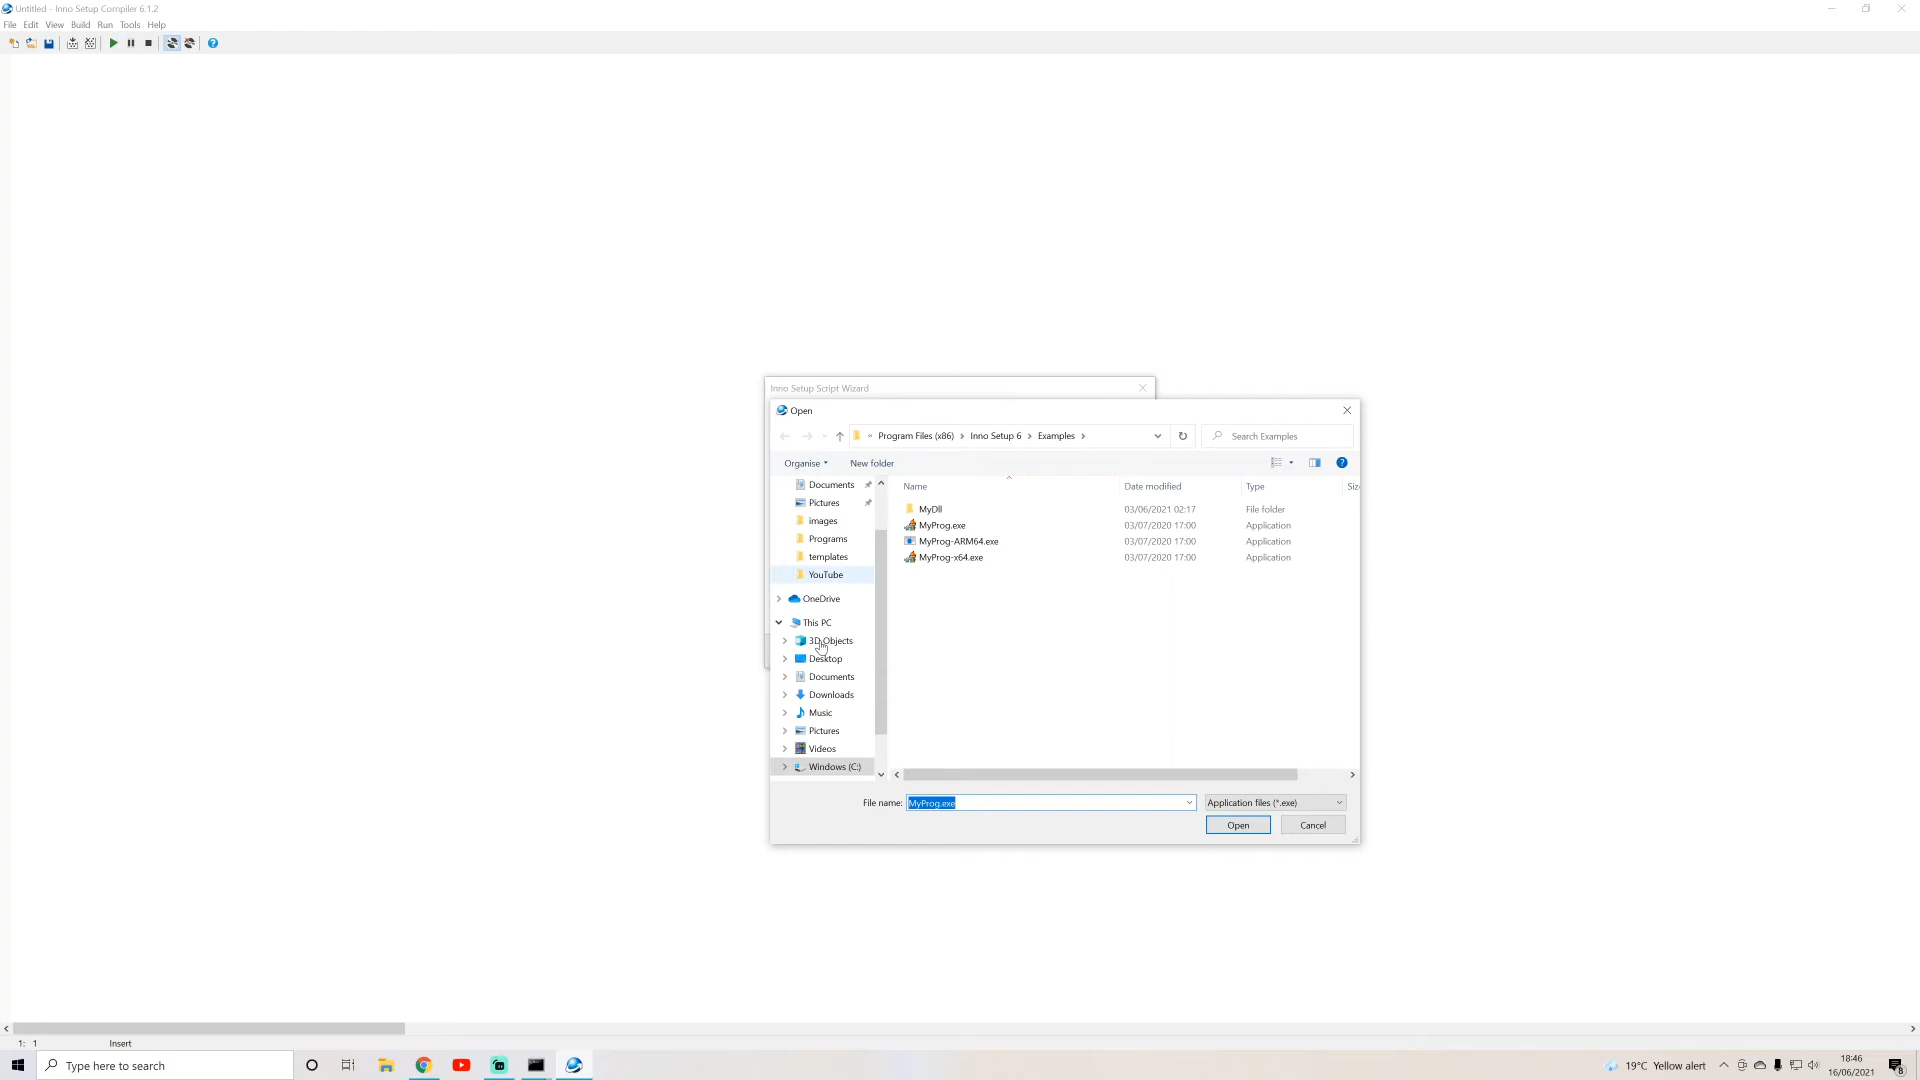 Untitled - Inno Setup Compiler 6.1.2
File Edit View Build Run Tools Help
Inno Setup Script Wizard
Open
« Program Files (x86) › Inno Setup 6 › Examples ›
Search Examples
Organise
New folder
Name
Date modified
Type
Siz
MyDll 03/06/2021 02:17 File folder
MyProg.exe 03/07/2020 17:00 Application
MyProg-ARM64.exe 03/07/2020 17:00 Application
MyProg-x64.exe 03/07/2020 17:00 Application
Documents
Pictures
images
Programs
templates
YouTube
OneDrive
This PC
3D Objects
Desktop
Documents
Downloads
Music
Pictures
Videos
Windows (C:)
File name: MyProg.exe
Application files (*.exe)
Open
Cancel
1: 1 Insert
Type here to search
19°C Yellow alert
18:46
16/06/2021
8